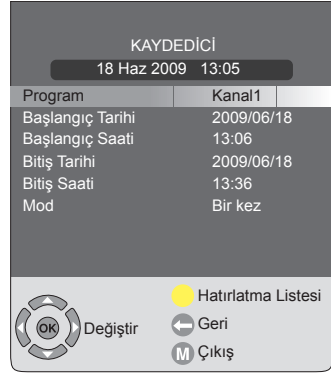 KAYDEDİCİ
18 Haz 2009 13:05
Program Kanal1
Başlangıç Tarihi 2009/06/18
Başlangıç Saati 13:06
Bitiş Tarihi 2009/06/18
Bitiş Saati 13:36
Mod Bir kez
Hatırlatma Listesi
OK Değiştir
Geri
M Çıkış